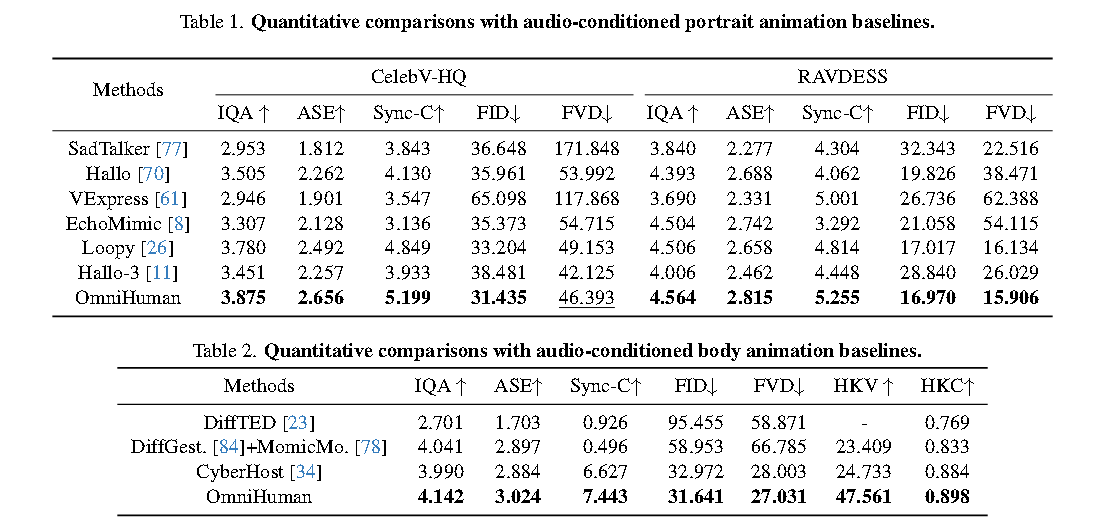 Table 1. Quantitative comparisons with audio-conditioned portrait animation baselines.
Methods CelebV-HQ RAVDESS
IQA ↑ ASE↑ Sync-C↑ FID↓ FVD↓ IQA ↑ ASE↑ Sync-C↑ FID↓ FVD↓
SadTalker [77] 2.953 1.812 3.843 36.648 171.848 3.840 2.277 4.304 32.343 22.516
Hallo [70] 3.505 2.262 4.130 35.961 53.992 4.393 2.688 4.062 19.826 38.471
VExpress [61] 2.946 1.901 3.547 65.098 117.868 3.690 2.331 5.001 26.736 62.388
EchoMimic [8] 3.307 2.128 3.136 35.373 54.715 4.504 2.742 3.292 21.058 54.115
Loopy [26] 3.780 2.492 4.849 33.204 49.153 4.506 2.658 4.814 17.017 16.134
Hallo-3 [11] 3.451 2.257 3.933 38.481 42.125 4.006 2.462 4.448 28.840 26.029
OmniHuman 3.875 2.656 5.199 31.435 46.393 4.564 2.815 5.255 16.970 15.906
Table 2. Quantitative comparisons with audio-conditioned body animation baselines.
Methods IQA ↑ ASE↑ Sync-C↑ FID↓ FVD↓ HKV ↑ HKC↑
DiffTED [23] 2.701 1.703 0.926 95.455 58.871 - 0.769
DiffGest. [84]+MomicMo. [78] 4.041 2.897 0.496 58.953 66.785 23.409 0.833
CyberHost [34] 3.990 2.884 6.627 32.972 28.003 24.733 0.884
OmniHuman 4.142 3.024 7.443 31.641 27.031 47.561 0.898